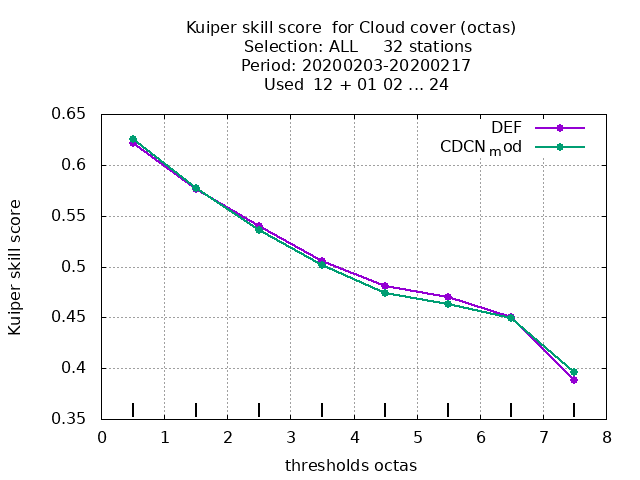 Kuiper skill score  for Cloud cover (octas)
Selection: ALL     32 stations
Period: 20200203-20200217
Used  12 + 01 02 ... 24
DEF
CDCN_mod
Kuiper skill score
0.65
0.6
0.55
0.5
0.45
0.4
0.35
0 1 2 3 4 5 6 7 8
thresholds octas